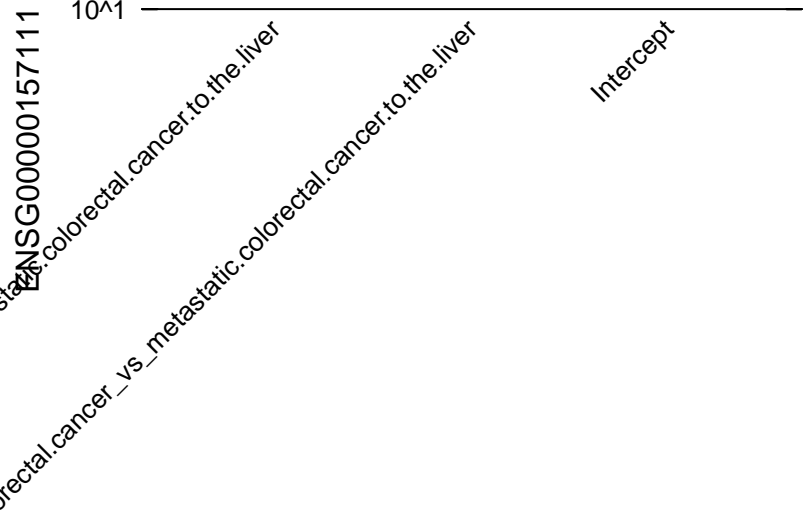 10^1
ENSG00000157111
static.colorectal.cancer.to.the.liver
orectal.cancer_vs_metastatic.colorectal.cancer.to.the.liver
Intercept